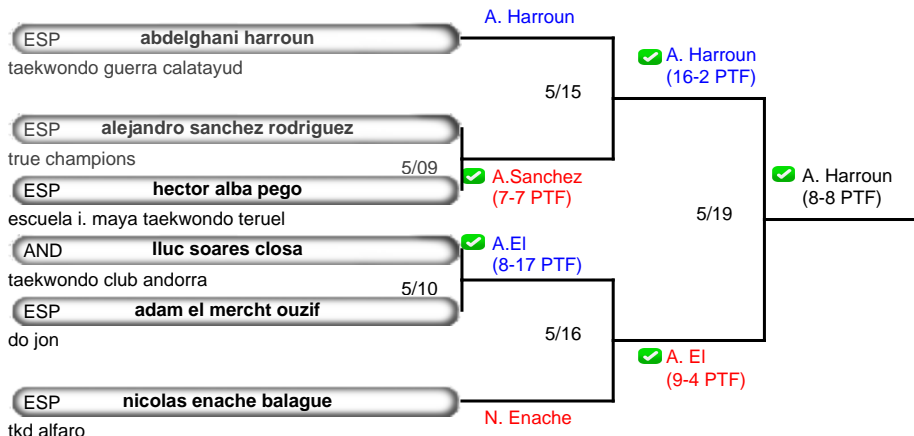 A. Harroun
ESP abdelghani harroun
taekwondo guerra calatayud
A. Harroun
(16-2 PTF)
5/15
ESP alejandro sanchez rodriguez
true champions
5/09
A.Sanchez
(7-7 PTF)
ESP hector alba pego
escuela i. maya taekwondo teruel
A. Harroun
(8-8 PTF)
5/19
AND lluc soares closa
taekwondo club andorra
A.El
(8-17 PTF)
5/10
ESP adam el mercht ouzif
do jon
5/16
A. El
(9-4 PTF)
ESP nicolas enache balague
tkd alfaro
N. Enache